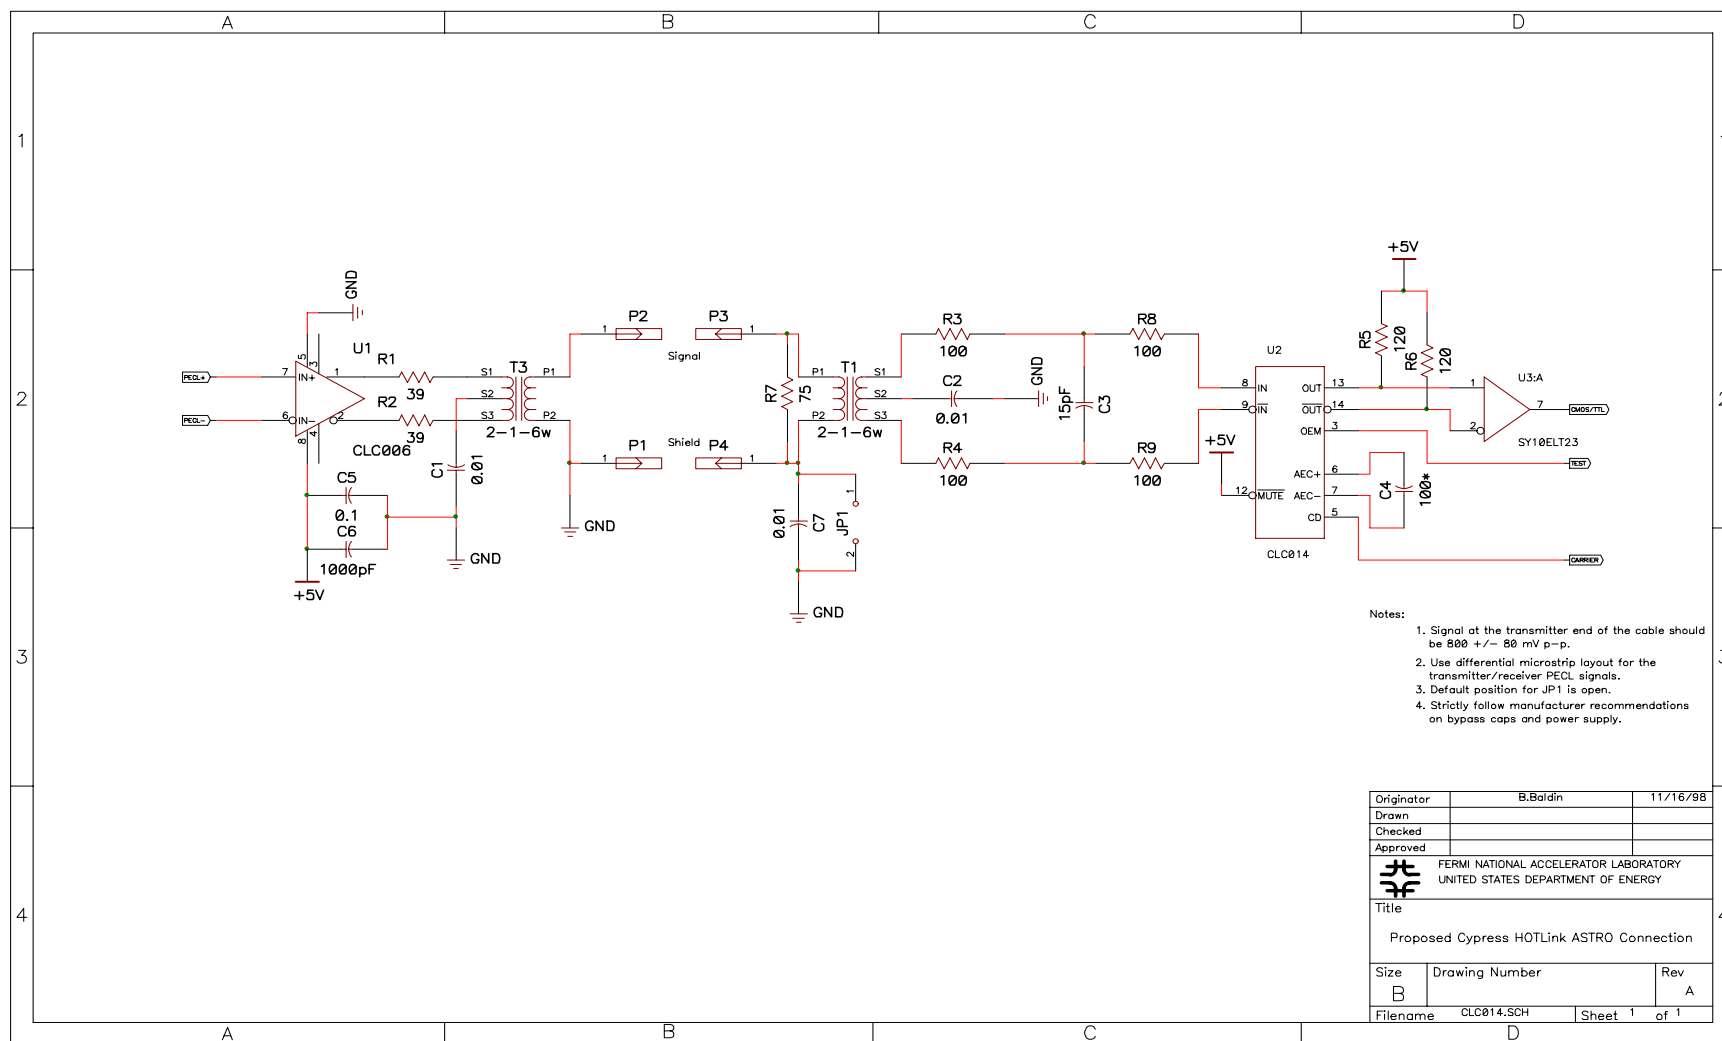 A B C D
1
+5V
GND
P2 P3 R3 R8
1 1
Signal
100 100
R5 120
R6 120
U1
5 3
R1
T3
T1
U2
PECL+ 7 IN+ 1
39
S1 P1
R7 75
P1 S1
C2
GND
15pF C3
U3:A
2
S2
S2
0.01
8 IN OUT 13
1
7 CMOS/TTL
R2
PECL- 6 IN- 2
39
S3 P2
P2 S3
9 IN OUT 14
2
8 4
CLC006
2-1-6w
2-1-6w
OEM 3
SY10ELT23
C1 0.01
P1 Shield P4
1 1
R4 R9
100 100
+5V
TEST
AEC+ 6
C4 100*
C5
0.1
12 MUTE AEC- 7
C6
1000pF
0.01 C7
JP1
1
2
CD 5
GND
GND
GND
+5V
CLC014
CARRIER
Notes:
1. Signal at the transmitter end of the cable should
be 800 +/- 80 mV p-p.
2. Use differential microstrip layout for the
transmitter/receiver PECL signals.
3. Default position for JP1 is open.
4. Strictly follow manufacturer recommendations
on bypass caps and power supply.
3
Originator B.Baldin 11/16/98
Drawn
Checked
Approved
FERMI NATIONAL ACCELERATOR LABORATORY
UNITED STATES DEPARTMENT OF ENERGY
Title
Proposed Cypress HOTLink ASTRO Connection
4
Size Drawing Number Rev
B A
Filename CLC014.SCH Sheet 1 of 1
A B C D